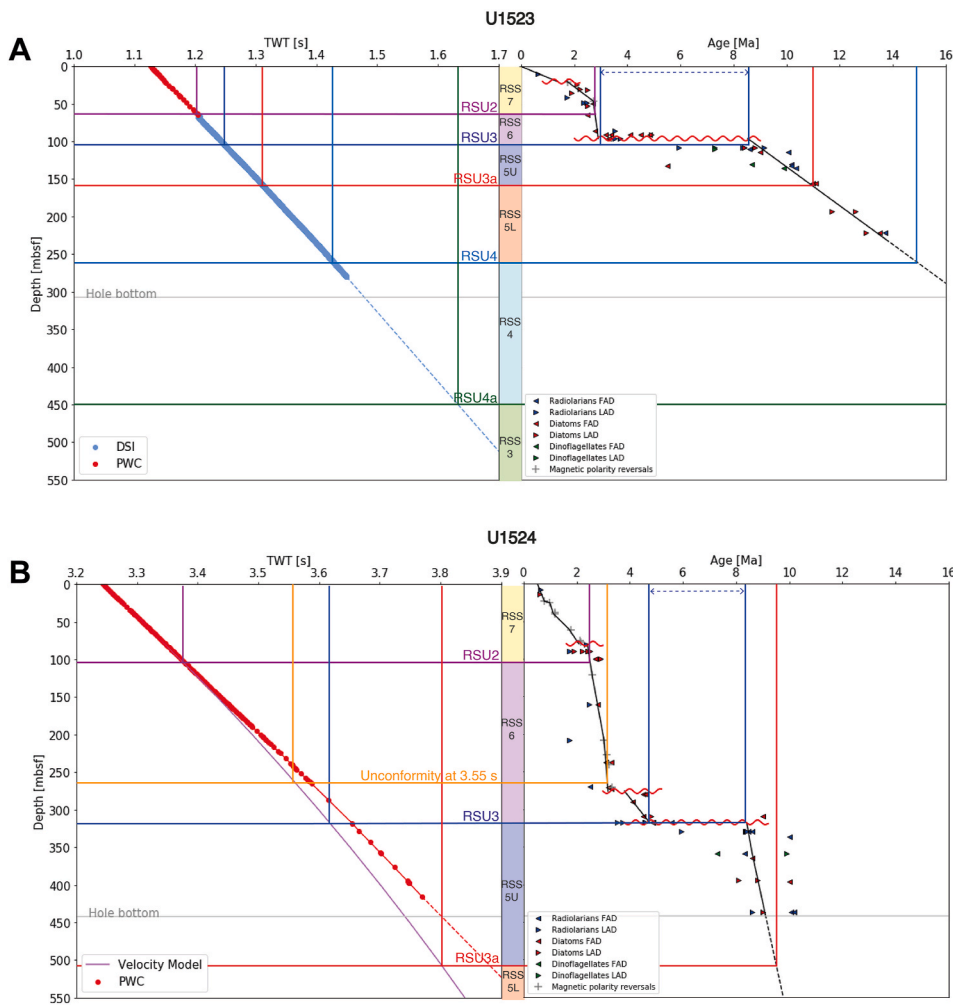 U1523
A
TWT [s]
Age [Ma]
1.0 1.1 1.2 1.3 1.4 1.5 1.6 1.7 0 2 4 6 8 10 12 14 16
Depth [mbsf]
0
50
100
150
200
250
300
350
400
450
500
550
RSS
7
RSU2
RSS
6
RSU3
RSS
5U
RSU3a
RSS
5L
RSU4
Hole bottom
RSS
4
RSU4a
RSS
3
DSI
PWC
Radiolarians FAD
Radiolarians LAD
Diatoms FAD
Diatoms LAD
Dinoflagellates FAD
Dinoflagellates LAD
Magnetic polarity reversals
U1524
B
TWT [s]
Age [Ma]
3.2 3.3 3.4 3.5 3.6 3.7 3.8 3.9 0 2 4 6 8 10 12 14 16
Depth [mbsf]
0
50
100
150
200
250
300
350
400
450
500
550
RSS
7
RSU2
RSS
6
Unconformity at 3.55 s
RSU3
RSS
5U
Hole bottom
RSU3a
RSS
5L
Velocity Model
PWC
Radiolarians FAD
Radiolarians LAD
Diatoms FAD
Diatoms LAD
Dinoflagellates FAD
Dinoflagellates LAD
Magnetic polarity reversals